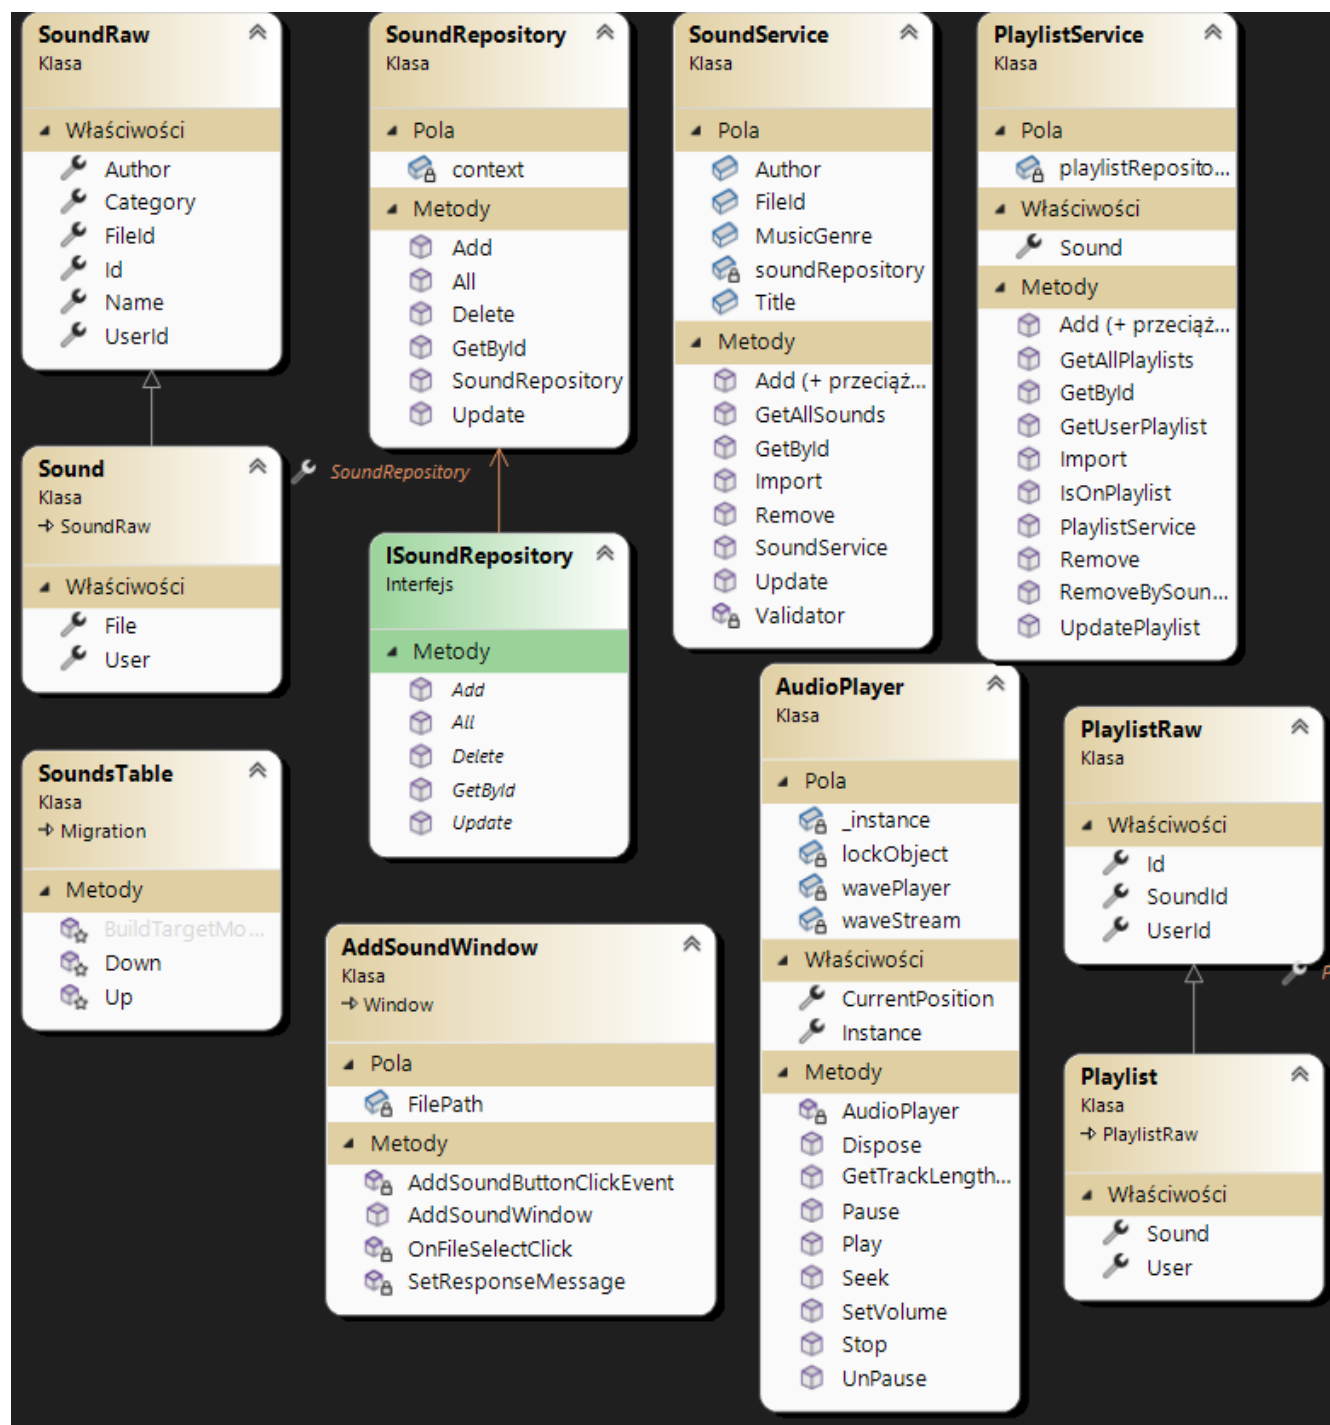 SoundRaw
Klasa
Właściwości
Author
Category
FileId
Id
Name
UserId
Sound
Klasa
SoundRaw
Właściwości
File
User
SoundsTable
Klasa
Migration
Metody
BuildTargetMo...
Down
Up
SoundRepository
Klasa
Pola
context
Metody
Add
All
Delete
GetById
SoundRepository
Update
SoundRepository
ISoundRepository
Interfejs
Metody
Add
All
Delete
GetById
Update
AddSoundWindow
Klasa
Window
Pola
FilePath
Metody
AddSoundButtonClickEvent
AddSoundWindow
OnFileSelectClick
SetResponseMessage
SoundService
Klasa
Pola
Author
FileId
MusicGenre
soundRepository
Title
Metody
Add (+ przeciąż...
GetAllSounds
GetById
Import
Remove
SoundService
Update
Validator
AudioPlayer
Klasa
Pola
_instance
lockObject
wavePlayer
waveStream
Właściwości
CurrentPosition
Instance
Metody
AudioPlayer
Dispose
GetTrackLength...
Pause
Play
Seek
SetVolume
Stop
UnPause
PlaylistService
Klasa
Pola
playlistReposito...
Właściwości
Sound
Metody
Add (+ przeciąż...
GetAllPlaylists
GetById
GetUserPlaylist
Import
IsOnPlaylist
PlaylistService
Remove
RemoveBySoun...
UpdatePlaylist
PlaylistRaw
Klasa
Właściwości
Id
SoundId
UserId
Playlist
Klasa
PlaylistRaw
Właściwości
Sound
User